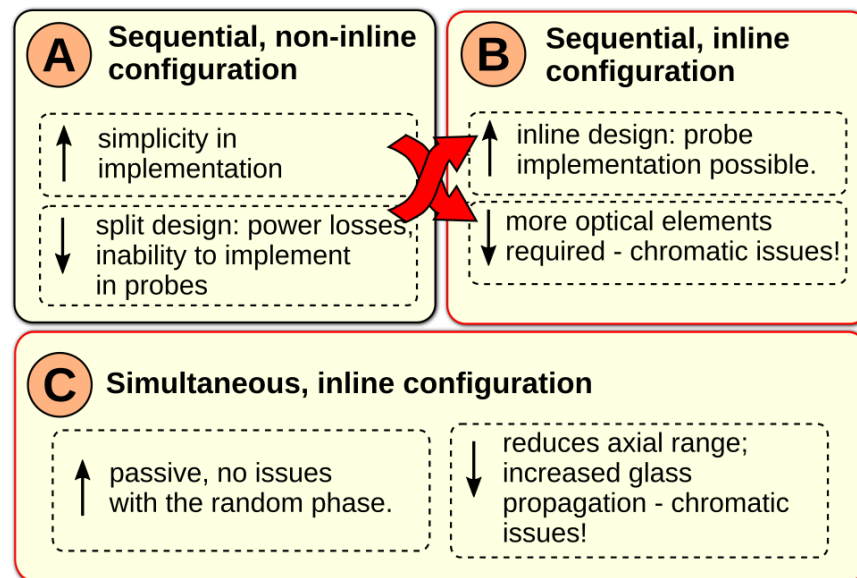 A
Sequential, non-inline
configuration
simplicity in
implementation
split design: power losses,
inability to implement
in probes
B
Sequential, inline
configuration
inline design: probe
implementation possible.
more optical elements
required - chromatic issues!
C
Simultaneous, inline configuration
passive, no issues
with the random phase.
reduces axial range;
increased glass
propagation - chromatic
issues!